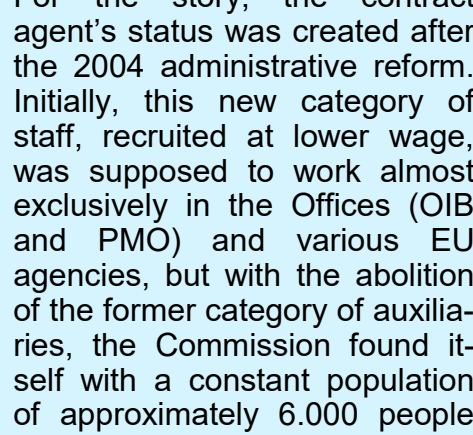 For the story, the contract
agent’s status was created after
the 2004 administrative reform.
Initially, this new category of
staff, recruited at lower wage,
was supposed to work almost
exclusively in the Offices (OIB
and PMO) and various EU
agencies, but with the abolition
of the former category of auxilia-
ries, the Commission found it-
self with a constant population
of approximately 6.000 people